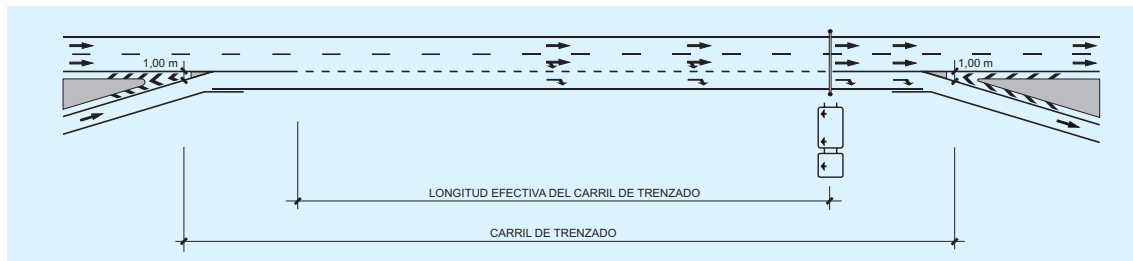 1,00 m
1,00 m
LONGITUD EFECTIVA DEL CARRIL DE TRENZADO
CARRIL DE TRENZADO